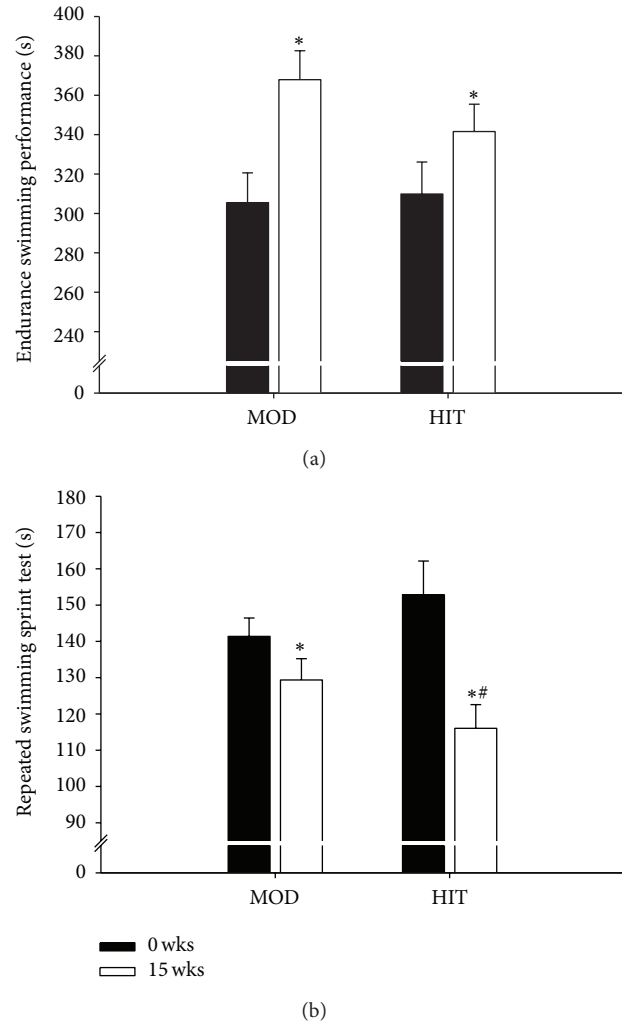 Endurance swimming performance (s)
400
380
360
340
320
300
280
260
240
0
*
*
MOD
HIT
(a)
Repeated swimming sprint test (s)
180
170
160
150
140
130
120
110
100
90
0
*
*#
MOD
HIT
0 wks
15 wks
(b)